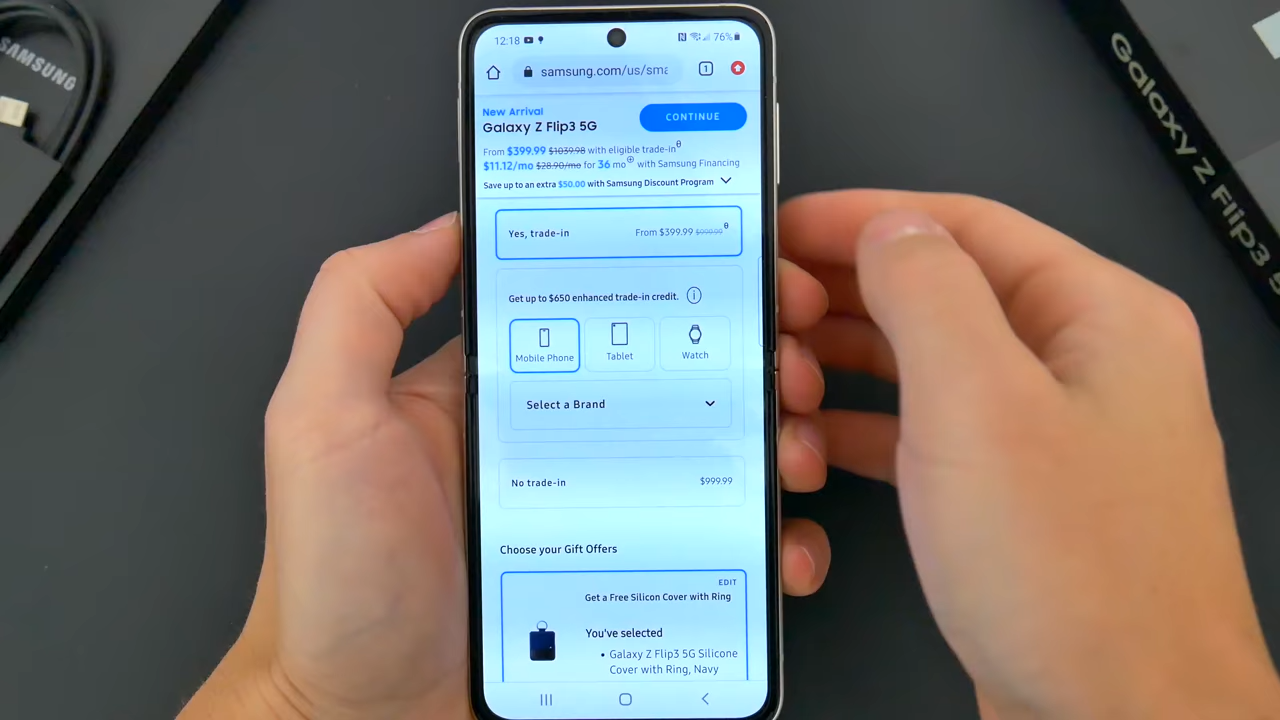 SAMSUNG
Galaxy Z Flip3 5
12:18 76%
samsung.com/us/sma 1
New Arrival
Galaxy Z Flip3 5G
CONTINUE
From $399.99 $1039.98 with eligible trade-in θ
$11.12/mo $28.90/mo for 36 mo ⊕ with Samsung Financing
Save up to an extra $50.00 with Samsung Discount Program
Yes, trade-in From $399.99 $999.99 θ
Get up to $650 enhanced trade-in credit. i
Mobile Phone Tablet Watch
Select a Brand
No trade-in $999.99
Choose your Gift Offers
EDIT
Get a Free Silicon Cover with Ring
You've selected
• Galaxy Z Flip3 5G Silicone
Cover with Ring, Navy